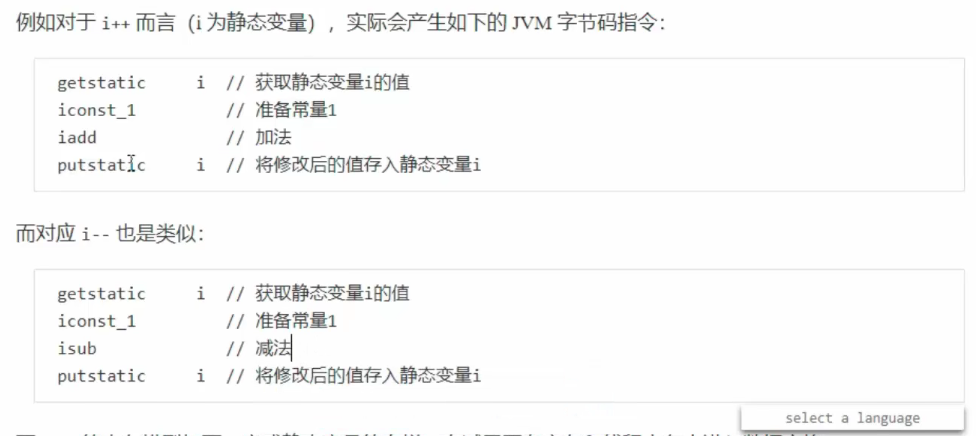 例如对于 i++ 而言（i 为静态变量），实际会产生如下的 JVM 字节码指令：
getstatic i // 获取静态变量i的值
iconst_1 // 准备常量1
iadd // 加法
putstatic i // 将修改后的值存入静态变量i
而对应 i-- 也是类似：
getstatic i // 获取静态变量i的值
iconst_1 // 准备常量1
isub // 减法
putstatic i // 将修改后的值存入静态变量i
select a language